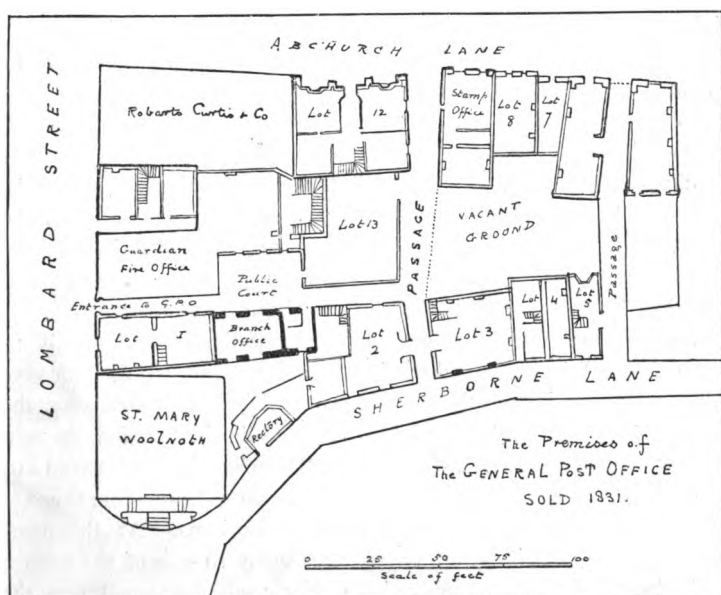 ABCHURCH LANE
LOMBARD STREET
Robarts Curtis & Co
Lot 12
Stamp Office
Lot 8
Lot 7
Guardian
Fire Office
Lot 13
PASSAGE
VACANT
GROUND
Passage
Public
Court
Entrance to G.P.O
Lot I
Branch
Office
Lot 2
Lot 3
Lot 4
Lot 5
ST. MARY
WOOLNOTH
Rectory
SHERBORNE LANE
The Premises of
The GENERAL POST OFFICE
SOLD 1831.
0 25 50 75 100
Scale of feet